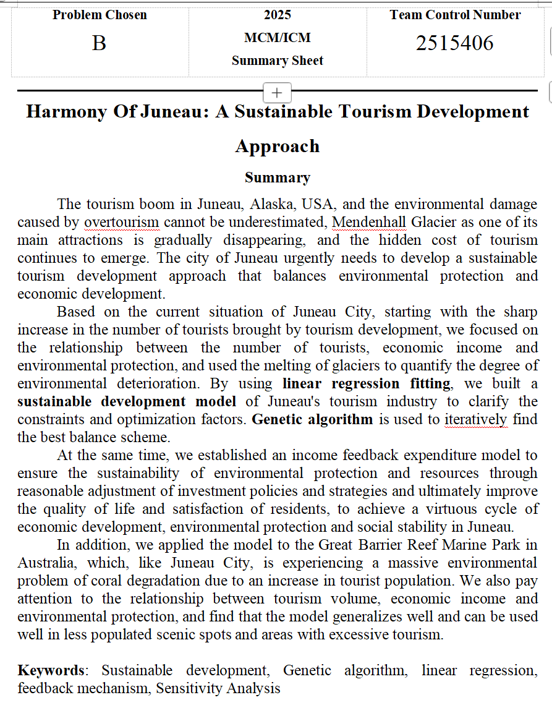 Problem Chosen
B
2025
MCM/ICM
Summary Sheet
Team Control Number
2515406
Harmony Of Juneau: A Sustainable Tourism Development
Approach
Summary
The tourism boom in Juneau, Alaska, USA, and the environmental damage
caused by overtourism cannot be underestimated, Mendenhall Glacier as one of its
main attractions is gradually disappearing, and the hidden cost of tourism
continues to emerge. The city of Juneau urgently needs to develop a sustainable
tourism development approach that balances environmental protection and
economic development.
Based on the current situation of Juneau City, starting with the sharp
increase in the number of tourists brought by tourism development, we focused on
the relationship between the number of tourists, economic income and
environmental protection, and used the melting of glaciers to quantify the degree of
environmental deterioration. By using linear regression fitting, we built a
sustainable development model of Juneau's tourism industry to clarify the
constraints and optimization factors. Genetic algorithm is used to iteratively find
the best balance scheme.
At the same time, we established an income feedback expenditure model to
ensure the sustainability of environmental protection and resources through
reasonable adjustment of investment policies and strategies and ultimately improve
the quality of life and satisfaction of residents, to achieve a virtuous cycle of
economic development, environmental protection and social stability in Juneau.
In addition, we applied the model to the Great Barrier Reef Marine Park in
Australia, which, like Juneau City, is experiencing a massive environmental
problem of coral degradation due to an increase in tourist population. We also pay
attention to the relationship between tourism volume, economic income and
environmental protection, and find that the model generalizes well and can be used
well in less populated scenic spots and areas with excessive tourism.
Keywords: Sustainable development, Genetic algorithm, linear regression,
feedback mechanism, Sensitivity Analysis